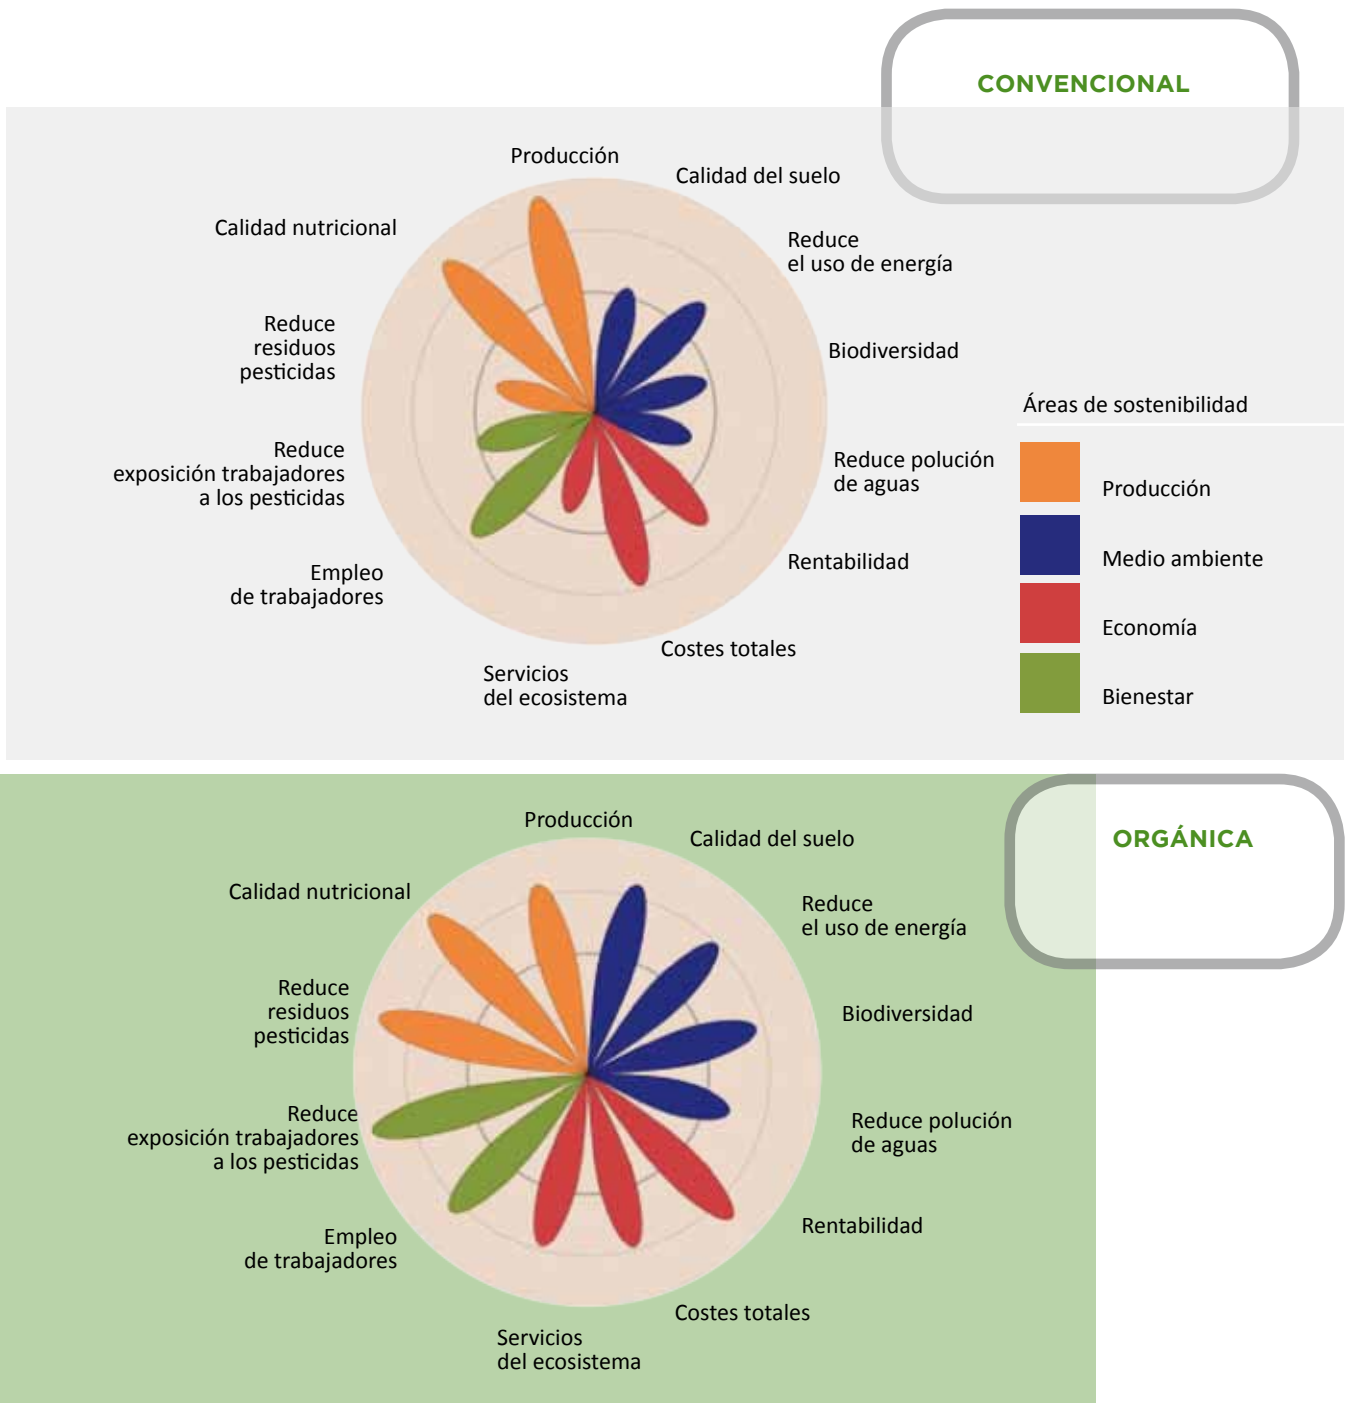 CONVENCIONAL
Producción
Calidad del suelo
Calidad nutricional
Reduce
el uso de energía
Reduce
residuos
pesticidas
Biodiversidad
Áreas de sostenibilidad
Reduce
exposición trabajadores
a los pesticidas
Reduce polución
de aguas
Producción
Medio ambiente
Economía
Bienestar
Empleo
de trabajadores
Rentabilidad
Costes totales
Servicios
del ecosistema
ORGÁNICA
Producción
Calidad del suelo
Calidad nutricional
Reduce
el uso de energía
Reduce
residuos
pesticidas
Biodiversidad
Reduce
exposición trabajadores
a los pesticidas
Reduce polución
de aguas
Empleo
de trabajadores
Rentabilidad
Costes totales
Servicios
del ecosistema